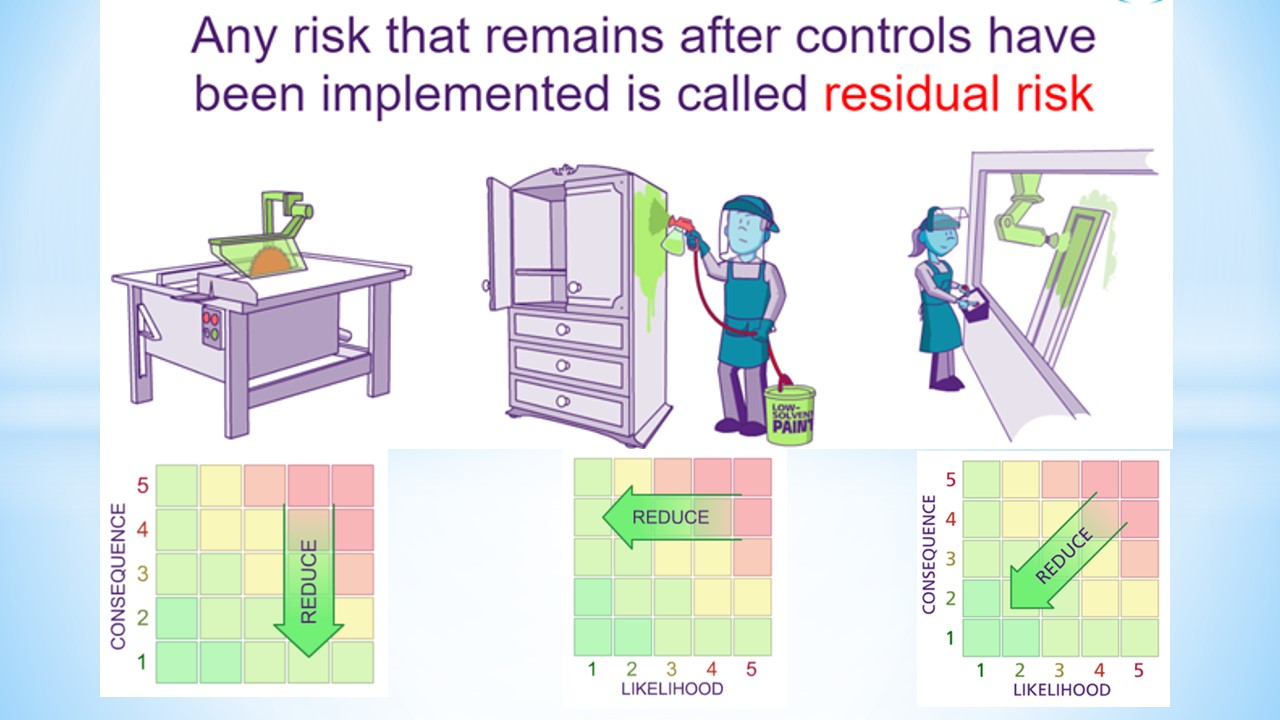 Any risk that remains after controls have
been implemented is called residual risk
LOW-
SOLVENT
PAINT
CONSEQUENCE
5
4
3
2
1
REDUCE
REDUCE
1 2 3 4 5
LIKELIHOOD
CONSEQUENCE
5
4
3
2
1
REDUCE
1 2 3 4 5
LIKELIHOOD